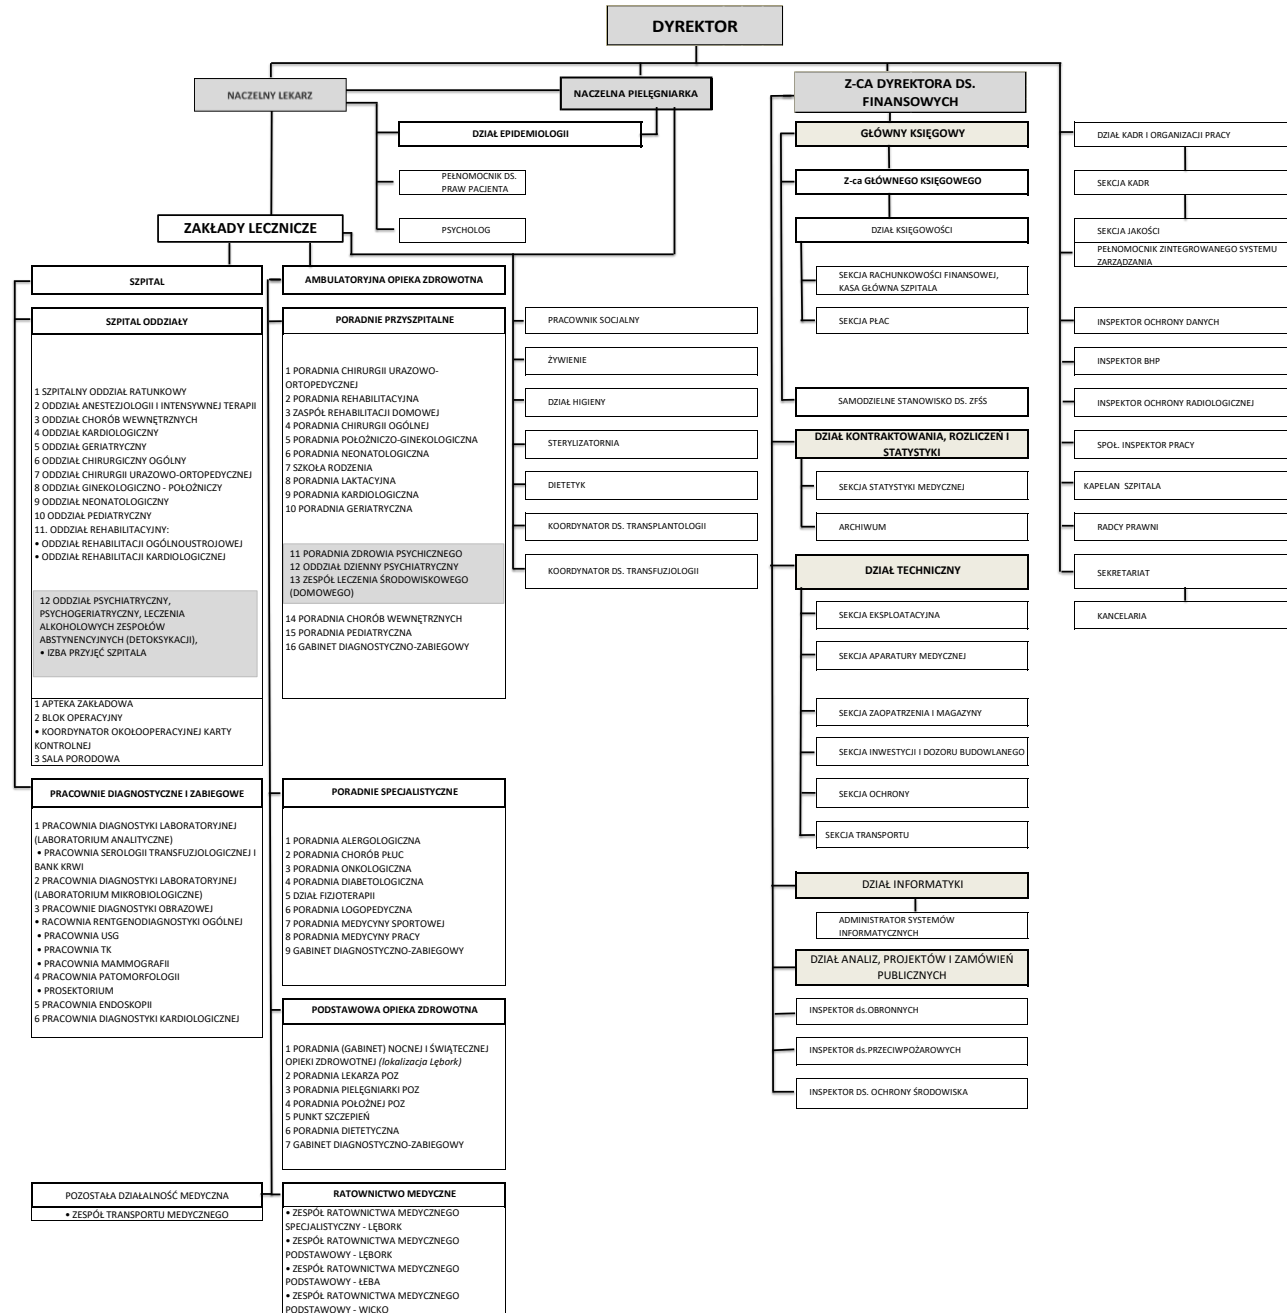 DYREKTOR
NACZELNY LEKARZ
NACZELNA PIELĘGNIARKA
Z-CA DYREKTORA DS.
FINANSOWYCH
DZIAŁ EPIDEMIOLOGII
PEŁNOMOCNIK DS.
PRAW PACJENTA
PSYCHOLOG
ZAKŁADY LECZNICZE
SZPITAL
SZPITAL ODDZIAŁY
1 SZPITALNY ODDZIAŁ RATUNKOWY
2 ODDZIAŁ ANESTEZJOLOGII I INTENSYWNEJ TERAPII
3 ODDZIAŁ CHORÓB WEWNĘTRZNYCH
4 ODDZIAŁ KARDIOLOGICZNY
5 ODDZIAŁ GERIATRYCZNY
6 ODDZIAŁ CHIRURGICZNY OGÓLNY
7 ODDZIAŁ CHIRURGII URAZOWO-ORTOPEDYCZNEJ
8 ODDZIAŁ GINEKOLOGICZNO - POŁOŻNICZY
9 ODDZIAŁ NEONATOLOGICZNY
10 ODDZIAŁ PEDIATRYCZNY
11. ODDZIAŁ REHABILITACYJNY:
• ODDZIAŁ REHABILITACJI OGÓLNOUSTROJOWEJ
• ODDZIAŁ REHABILITACJI KARDIOLOGICZNEJ
12 ODDZIAŁ PSYCHIATRYCZNY,
PSYCHOGERIATRYCZNY, LECZENIA
ALKOHOLOWYCH ZESPOŁÓW
ABSTYNENCYJNYCH (DETOKSYKACJI),
• IZBA PRZYJĘĆ SZPITALA
1 APTEKA ZAKŁADOWA
2 BLOK OPERACYJNY
• KOORDYNATOR OKOŁOOPERACYJNEJ KARTY
KONTROLNEJ
3 SALA PORODOWA
PRACOWNIE DIAGNOSTYCZNE I ZABIEGOWE
1 PRACOWNIA DIAGNOSTYKI LABORATORYJNEJ
(LABORATORIUM ANALITYCZNE)
• PRACOWNIA SEROLOGII TRANSFUZJOLOGICZNEJ I
BANK KRWI
2 PRACOWNIA DIAGNOSTYKI LABORATORYJNEJ
(LABORATORIUM MIKROBIOLOGICZNE)
3 PRACOWNIE DIAGNOSTYKI OBRAZOWEJ
• RACOWNIA RENTGENODIAGNOSTYKI OGÓLNEJ
• PRACOWNIA USG
• PRACOWNIA TK
• PRACOWNIA MAMMOGRAFII
4 PRACOWNIA PATOMORFOLOGII
• PROSEKTORIUM
5 PRACOWNIA ENDOSKOPII
6 PRACOWNIA DIAGNOSTYKI KARDIOLOGICZNEJ
POZOSTAŁA DZIAŁALNOŚĆ MEDYCZNA
• ZESPÓŁ TRANSPORTU MEDYCZNEGO
AMBULATORYJNA OPIEKA ZDROWOTNA
PORADNIE PRZYSZPITALNE
1 PORADNIA CHIRURGII URAZOWO-
ORTOPEDYCZNEJ
2 PORADNIA REHABILITACYJNA
3 ZASPÓŁ REHABILITACJI DOMOWEJ
4 PORADNIA CHIRURGII OGÓLNEJ
5 PORADNIA POŁOŻNICZO-GINEKOLOGICZNA
6 PORADNIA NEONATOLOGICZNA
7 SZKOŁA RODZENIA
8 PORADNIA LAKTACYJNA
9 PORADNIA KARDIOLOGICZNA
10 PORADNIA GERIATRYCZNA
11 PORADNIA ZDROWIA PSYCHICZNEGO
12 ODDZIAŁ DZIENNY PSYCHIATRYCZNY
13 ZESPÓŁ LECZENIA ŚRODOWISKOWEGO
(DOMOWEGO)
14 PORADNIA CHORÓB WEWNĘTRZNYCH
15 PORADNIA PEDIATRYCZNA
16 GABINET DIAGNOSTYCZNO-ZABIEGOWY
PORADNIE SPECJALISTYCZNE
1 PORADNIA ALERGOLOGICZNA
2 PORADNIA CHORÓB PŁUC
3 PORADNIA ONKOLOGICZNA
4 PORADNIA DIABETOLOGICZNA
5 DZIAŁ FIZJOTERAPII
6 PORADNIA LOGOPEDYCZNA
7 PORADNIA MEDYCYNY SPORTOWEJ
8 PORADNIA MEDYCYNY PRACY
9 GABINET DIAGNOSTYCZNO-ZABIEGOWY
PODSTAWOWA OPIEKA ZDROWOTNA
1 PORADNIA (GABINET) NOCNEJ I ŚWIĄTECZNEJ
OPIEKI ZDROWOTNEJ (lokalizacja Lębork)
2 PORADNIA LEKARZA POZ
3 PORADNIA PIELĘGNIARKI POZ
4 PORADNIA POŁOŻNEJ POZ
5 PUNKT SZCZEPIEŃ
6 PORADNIA DIETETYCZNA
7 GABINET DIAGNOSTYCZNO-ZABIEGOWY
RATOWNICTWO MEDYCZNE
• ZESPÓŁ RATOWNICTWA MEDYCZNEGO
SPECJALISTYCZNY - LĘBORK
• ZESPÓŁ RATOWNICTWA MEDYCZNEGO
PODSTAWOWY - LĘBORK
• ZESPÓŁ RATOWNICTWA MEDYCZNEGO
PODSTAWOWY - ŁEBA
• ZESPÓŁ RATOWNICTWA MEDYCZNEGO
PODSTAWOWY - WICKO
PRACOWNIK SOCJALNY
ŻYWIENIE
DZIAŁ HIGIENY
STERYLIZATORNIA
DIETETYK
KOORDYNATOR DS. TRANSPLANTOLOGII
KOORDYNATOR DS. TRANSFUZJOLOGII
GŁÓWNY KSIĘGOWY
Z-ca GŁÓWNEGO KSIĘGOWEGO
DZIAŁ KSIĘGOWOŚCI
SEKCJA RACHUNKOWOŚCI FINANSOWEJ,
KASA GŁÓWNA SZPITALA
SEKCJA PŁAC
SAMODZIELNE STANOWISKO DS. ZFŚS
DZIAŁ KONTRAKTOWANIA, ROZLICZEŃ I
STATYSTYKI
SEKCJA STATYSTYKI MEDYCZNEJ
ARCHIWUM
DZIAŁ TECHNICZNY
SEKCJA EKSPLOATACYJNA
SEKCJA APARATURY MEDYCZNEJ
SEKCJA ZAOPATRZENIA I MAGAZYNY
SEKCJA INWESTYCJI I DOZORU BUDOWLANEGO
SEKCJA OCHRONY
SEKCJA TRANSPORTU
DZIAŁ INFORMATYKI
ADMINISTRATOR SYSTEMÓW
INFORMATYCZNYCH
DZIAŁ ANALIZ, PROJEKTÓW I ZAMÓWIEŃ
PUBLICZNYCH
INSPEKTOR ds.OBRONNYCH
INSPEKTOR ds.PRZECIWPOŻAROWYCH
INSPEKTOR DS. OCHRONY ŚRODOWISKA
DZIAŁ KADR I ORGANIZACJI PRACY
SEKCJA KADR
SEKCJA JAKOŚCI
PEŁNOMOCNIK ZINTEGROWANEGO SYSTEMU
ZARZĄDZANIA
INSPEKTOR OCHRONY DANYCH
INSPEKTOR BHP
INSPEKTOR OCHRONY RADIOLOGICZNEJ
SPOŁ. INSPEKTOR PRACY
KAPELAN SZPITALA
RADCY PRAWNI
SEKRETARIAT
KANCELARIA